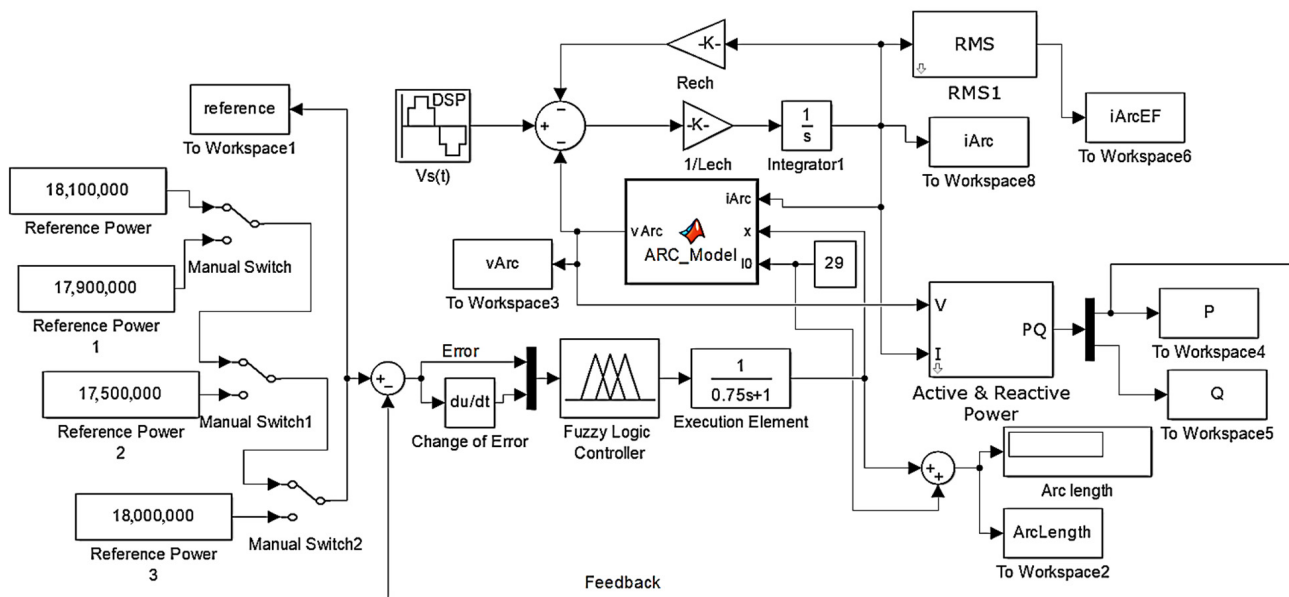 -K-
Rech
RMS
RMS1
iArcEF
To Workspace6
reference
To Workspace1
DSP
Vs(t)
+
−
−
-K-
1/Lech
1
s
Integrator1
iArc
To Workspace8
18,100,000
Reference Power
Manual Switch
17,900,000
Reference Power
1
vArc
To Workspace3
v Arc
iArc
x
I0
ARC_Model
29
V
I
PQ
Active & Reactive
Power
P
To Workspace4
Q
To Workspace5
17,500,000
Reference Power
2
Manual Switch1
+
−
Error
du/dt
Change of Error
Fuzzy Logic
Controller
1
0.75s+1
Execution Element
18,000,000
Reference Power
3
Manual Switch2
+
+
Arc length
ArcLength
To Workspace2
Feedback